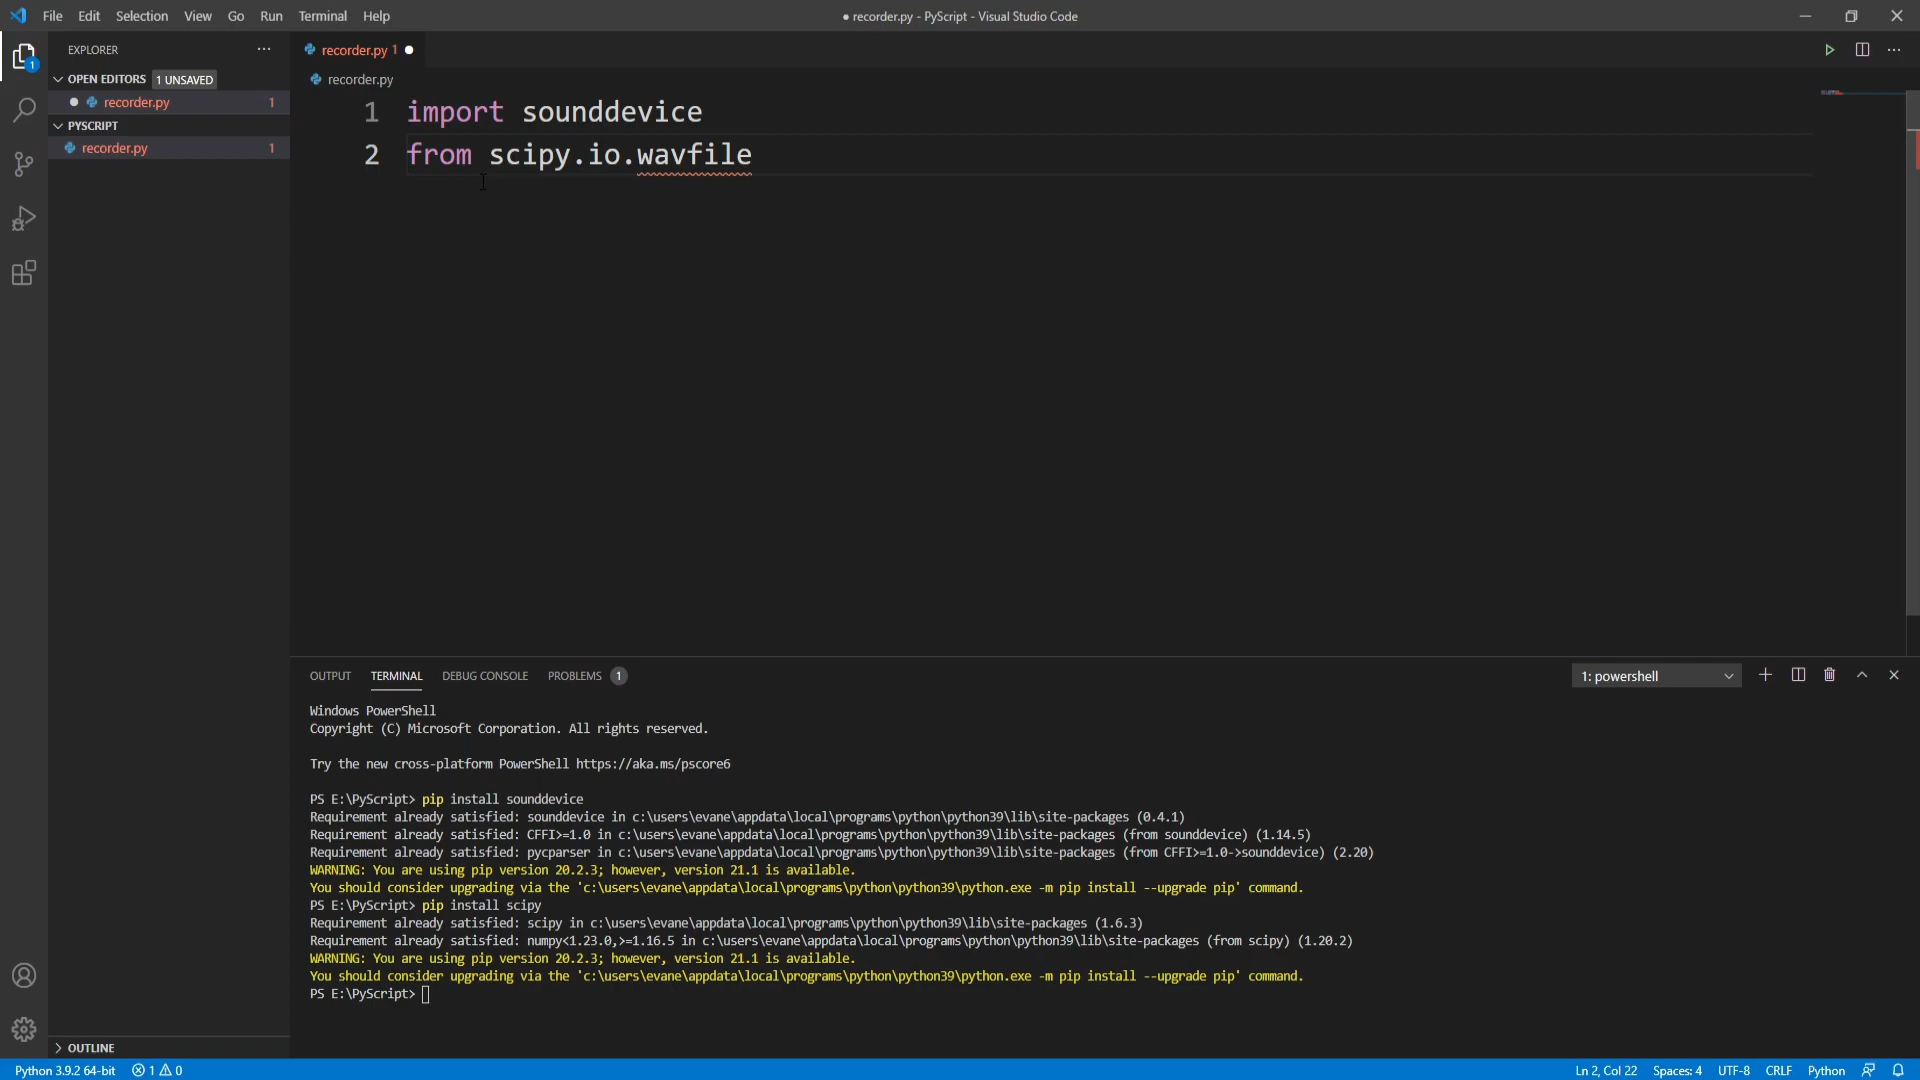 File Edit Selection View Go Run Terminal Help
● recorder.py - PyScript - Visual Studio Code
EXPLORER
OPEN EDITORS 1 UNSAVED
recorder.py 1
PYSCRIPT
recorder.py 1
OUTLINE
1
recorder.py 1
recorder.py
1 import sounddevice
2 from scipy.io.wavfile
OUTPUT TERMINAL DEBUG CONSOLE PROBLEMS 1
1: powershell
Windows PowerShell
Copyright (C) Microsoft Corporation. All rights reserved.
Try the new cross-platform PowerShell https://aka.ms/pscore6
PS E:\PyScript> pip install sounddevice
Requirement already satisfied: sounddevice in c:\users\evane\appdata\local\programs\python\python39\lib\site-packages (0.4.1)
Requirement already satisfied: CFFI>=1.0 in c:\users\evane\appdata\local\programs\python\python39\lib\site-packages (from sounddevice) (1.14.5)
Requirement already satisfied: pycparser in c:\users\evane\appdata\local\programs\python\python39\lib\site-packages (from CFFI>=1.0->sounddevice) (2.20)
WARNING: You are using pip version 20.2.3; however, version 21.1 is available.
You should consider upgrading via the 'c:\users\evane\appdata\local\programs\python\python39\python.exe -m pip install --upgrade pip' command.
PS E:\PyScript> pip install scipy
Requirement already satisfied: scipy in c:\users\evane\appdata\local\programs\python\python39\lib\site-packages (1.6.3)
Requirement already satisfied: numpy<1.23.0,>=1.16.5 in c:\users\evane\appdata\local\programs\python\python39\lib\site-packages (from scipy) (1.20.2)
WARNING: You are using pip version 20.2.3; however, version 21.1 is available.
You should consider upgrading via the 'c:\users\evane\appdata\local\programs\python\python39\python.exe -m pip install --upgrade pip' command.
PS E:\PyScript>
Python 3.9.2 64-bit 1 0
Ln 2, Col 22 Spaces: 4 UTF-8 CRLF Python